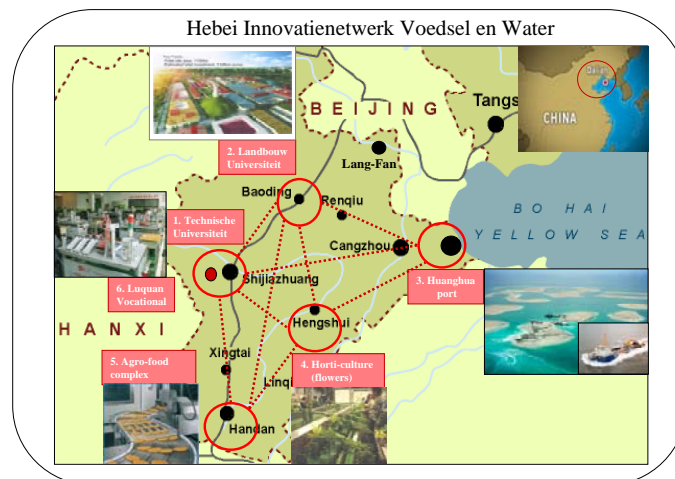 Hebei Innovatienetwerk Voedsel en Water
BEIJING
Tangs
Dalian
CHINA
2. Landbouw
Universiteit
Lang-Fan
Baoding
Renqiu
1. Technische
Universiteit
BO HAI
YELLOW SEA
Cangzhou
Shijiazhuang
6. Luquan
Vocational
3. Huanghua
port
HANXI
Hengshui
Xingtai
5. Agro-food
complex
Linqi
4. Horti-culture
(flowers)
Handan